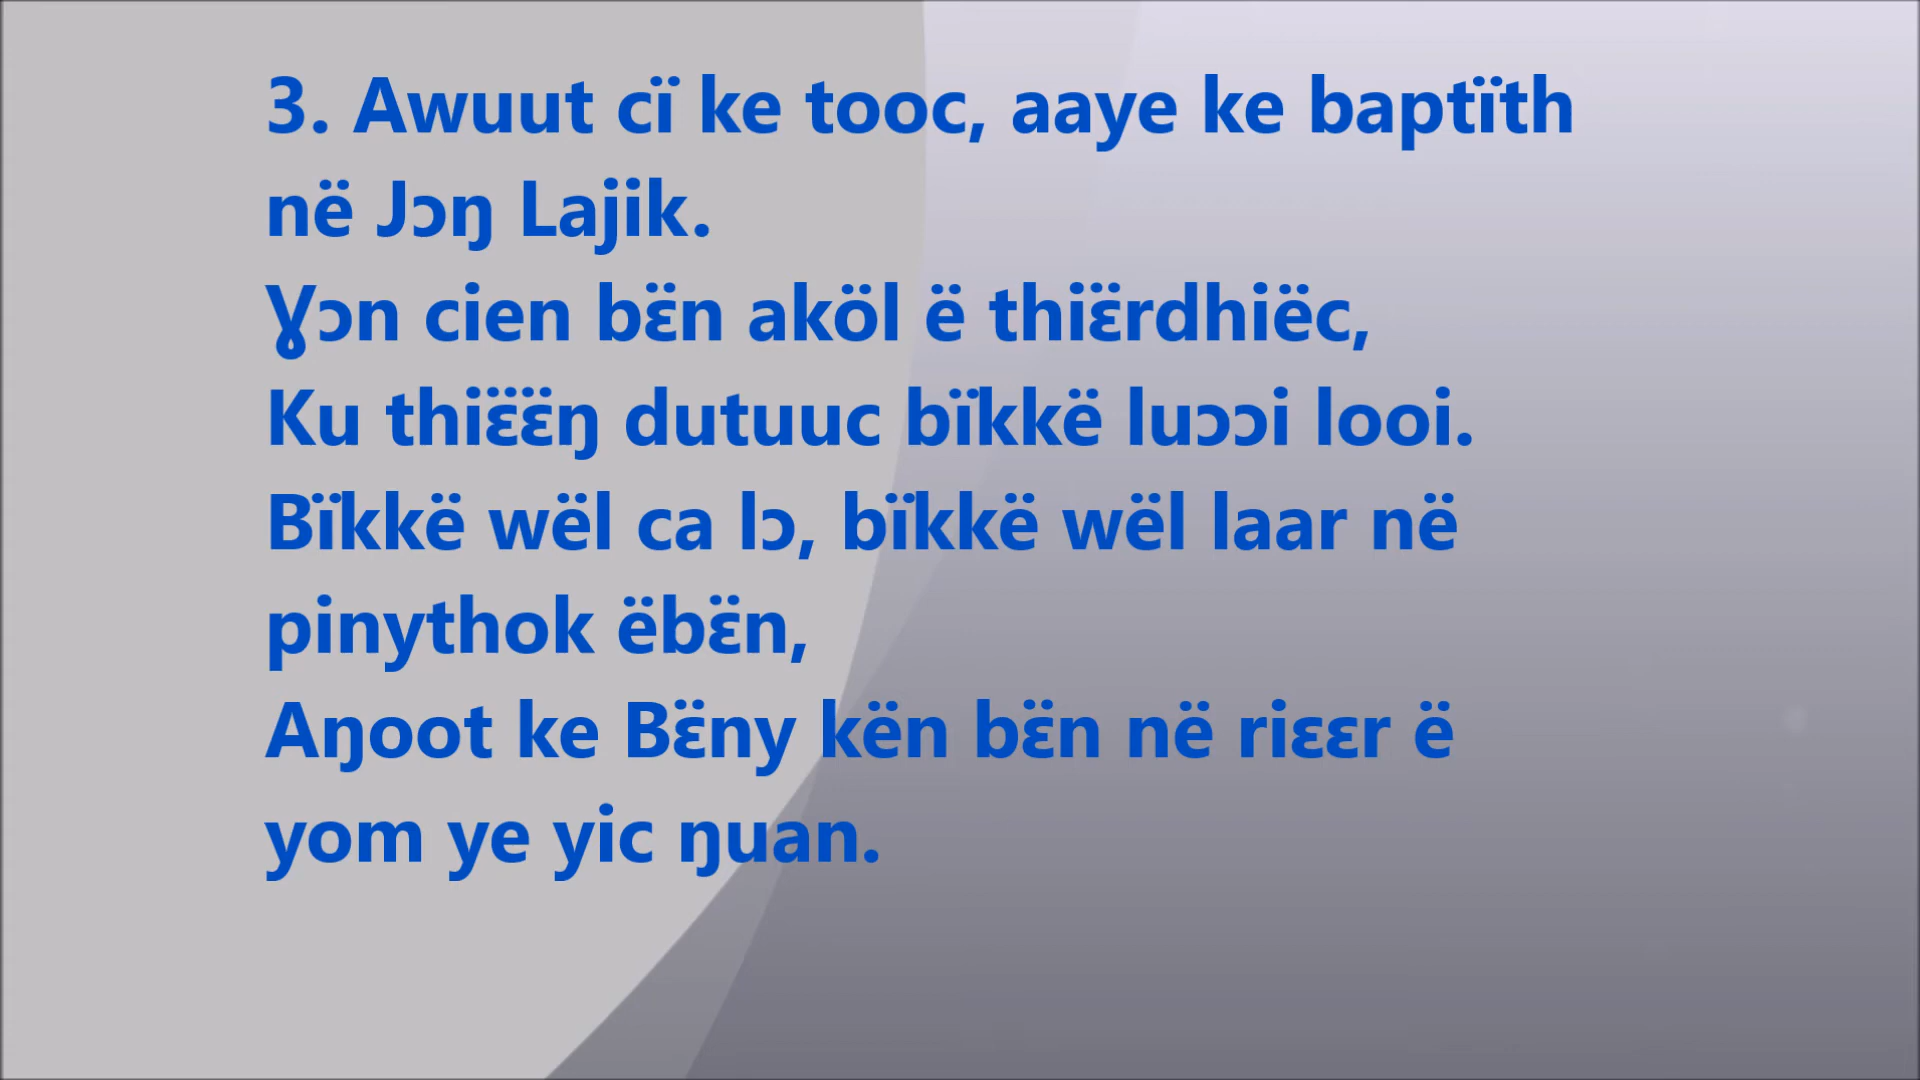 3. Awuut cï ke tooc, aaye ke baptïth
në Jɔŋ Lajik.
Ɣɔn cien bɛ̈n aköl ë thiɛ̈rdhiëc,
Ku thiɛ̈ɛ̈ŋ dutuuc bïkkë luɔɔi looi.
Bïkkë wël ca lɔ, bïkkë wël laar në
pinythok ëbɛ̈n,
Aŋoot ke Bɛ̈ny kën bɛ̈n në riɛɛr ë
yom ye yic ŋuan.